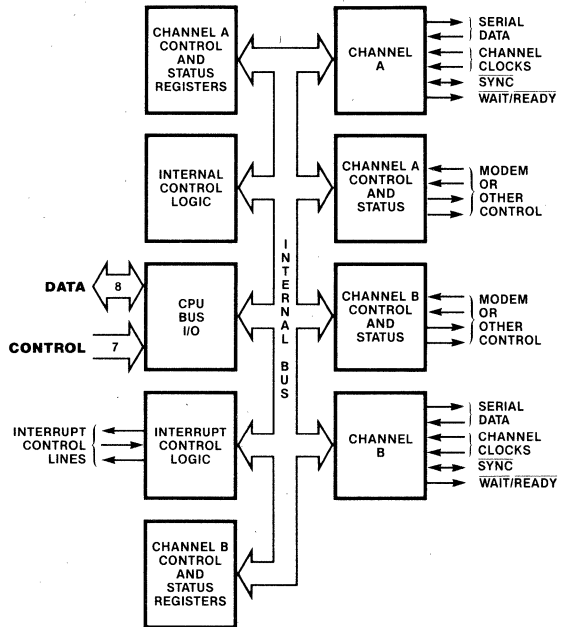 CHANNEL A
CONTROL
AND
STATUS
REGISTERS
CHANNEL
A
SERIAL
DATA
CHANNEL
CLOCKS
SYNC
WAIT/READY
INTERNAL
CONTROL
LOGIC
CHANNEL A
CONTROL
AND
STATUS
MODEM
OR
OTHER
CONTROL
INTERNAL BUS
DATA
8
CONTROL
7
CPU
BUS
I/O
CHANNEL B
CONTROL
AND
STATUS
MODEM
OR
OTHER
CONTROL
INTERRUPT
CONTROL
LINES
INTERRUPT
CONTROL
LOGIC
CHANNEL
B
SERIAL
DATA
CHANNEL
CLOCKS
SYNC
WAIT/READY
CHANNEL B
CONTROL
AND
STATUS
REGISTERS